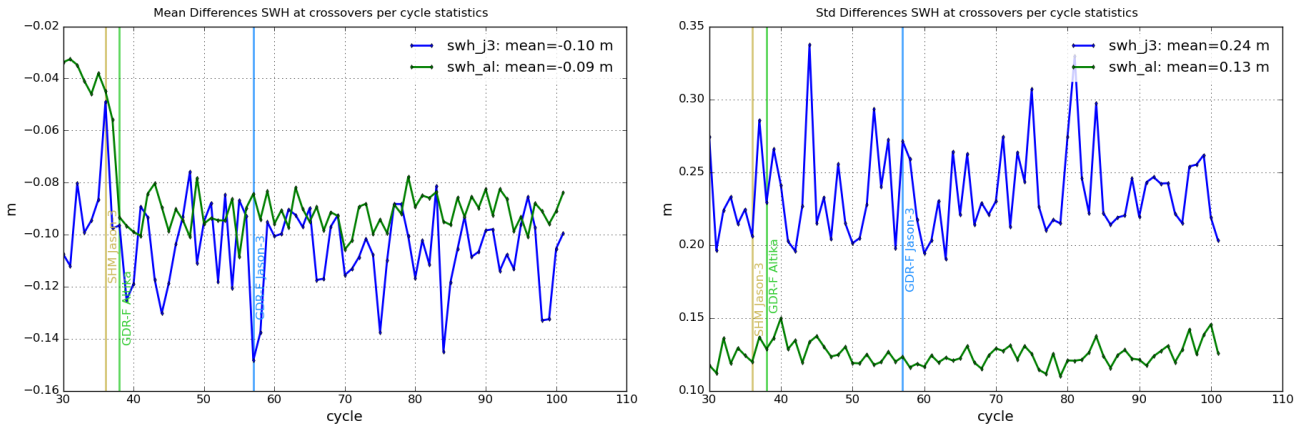 Mean Differences SWH at crossovers per cycle statistics
swh_j3: mean=-0.10 m
swh_al: mean=-0.09 m
−0.02
−0.04
−0.06
−0.08
−0.10
−0.12
−0.14
−0.16
m
SHM Jason-3
GDR-F Altika
GDR-F Jason-3
30 40 50 60 70 80 90 100 110
cycle
Std Differences SWH at crossovers per cycle statistics
swh_j3: mean=0.24 m
swh_al: mean=0.13 m
0.35
0.30
0.25
0.20
0.15
0.10
m
SHM Jason-3
GDR-F Altika
GDR-F Jason-3
30 40 50 60 70 80 90 100 110
cycle